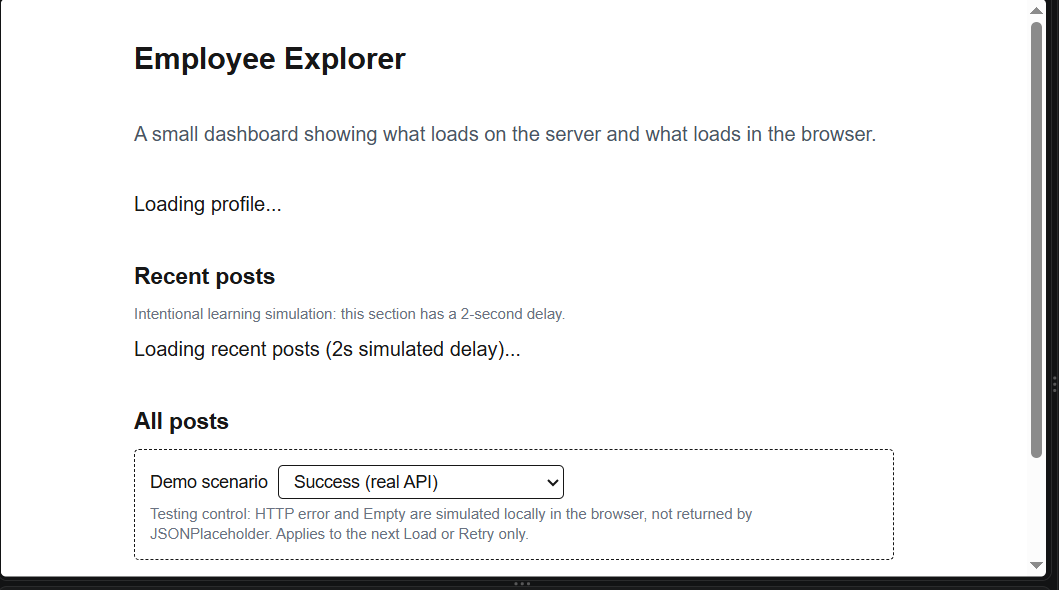 Employee Explorer
A small dashboard showing what loads on the server and what loads in the browser.
Loading profile...
Recent posts
Intentional learning simulation: this section has a 2-second delay.
Loading recent posts (2s simulated delay)...
All posts
Demo scenario Success (real API)
Testing control: HTTP error and Empty are simulated locally in the browser, not returned by
JSONPlaceholder. Applies to the next Load or Retry only.